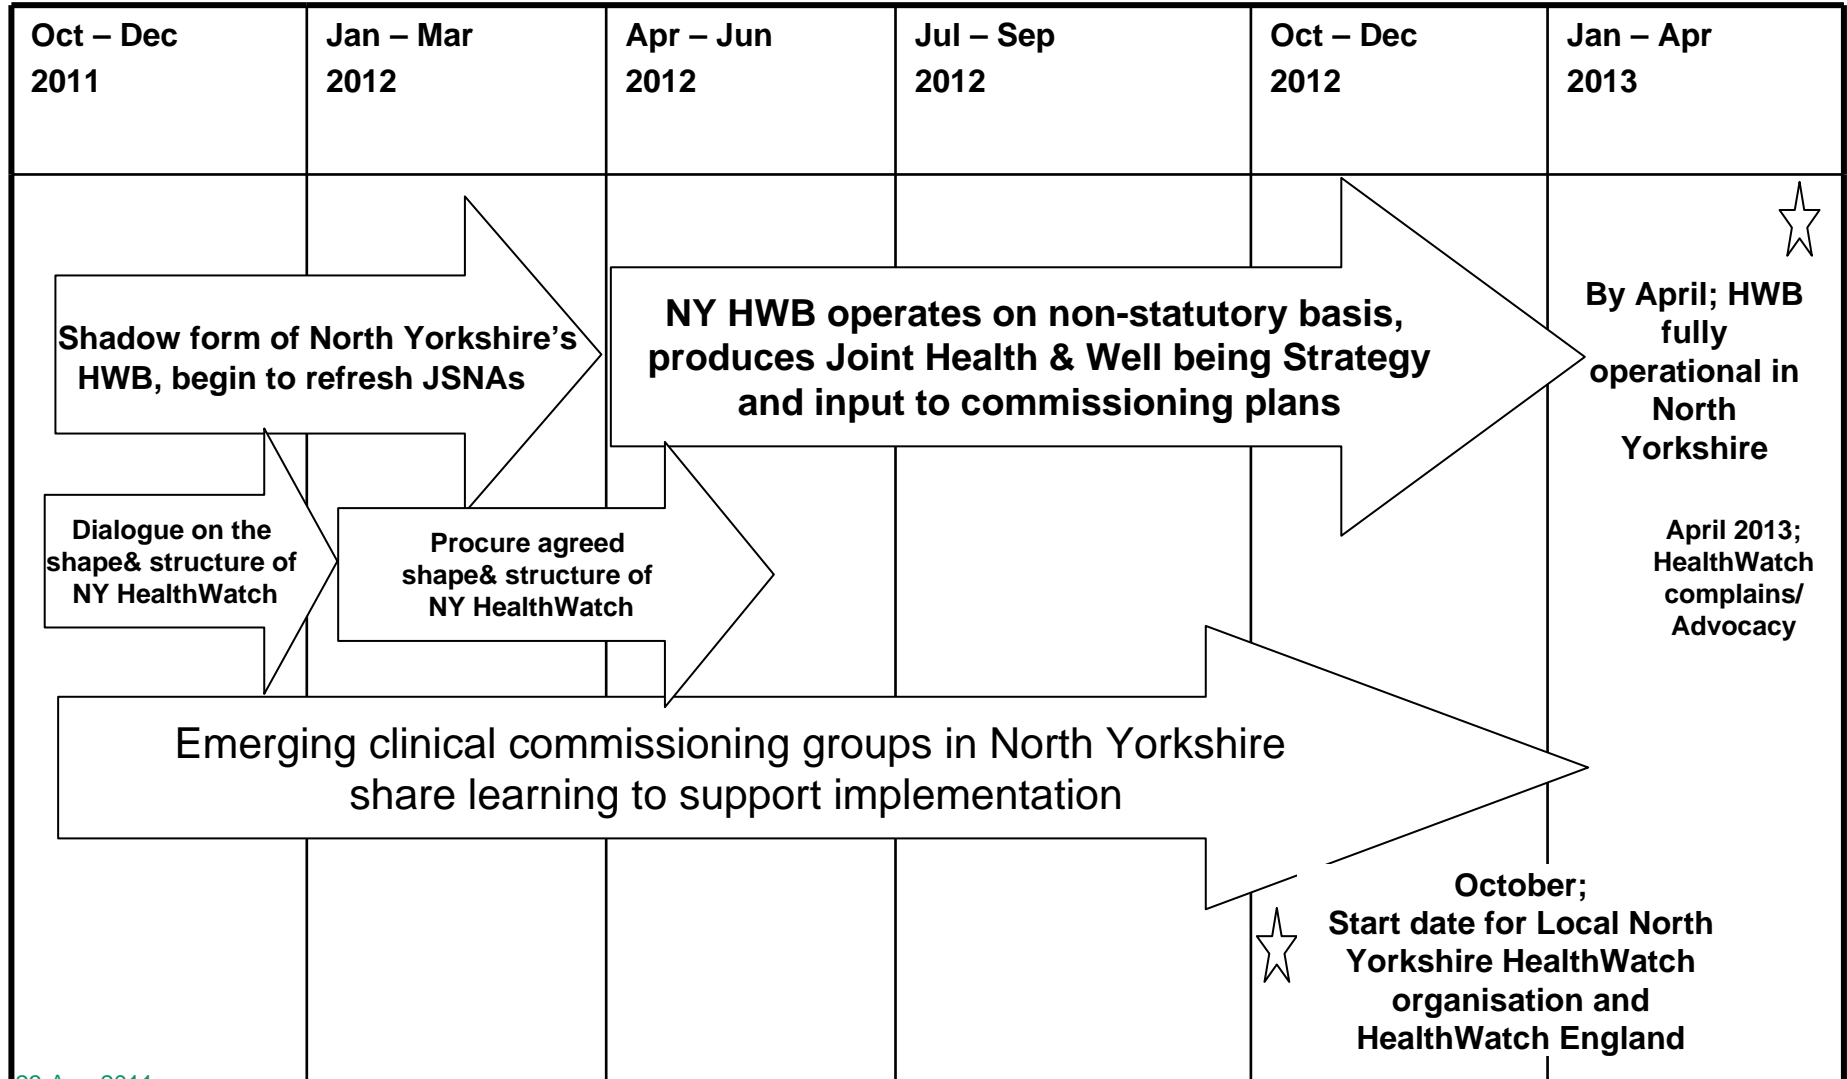 Oct – Dec
2011
Jan – Mar
2012
Apr – Jun
2012
Jul – Sep
2012
Oct – Dec
2012
Jan – Apr
2013
Shadow form of North Yorkshire's
HWB, begin to refresh JSNAs
NY HWB operates on non-statutory basis,
produces Joint Health & Well being Strategy
and input to commissioning plans
By April; HWB
fully
operational in
North
Yorkshire
Dialogue on the
shape& structure of
NY HealthWatch
Procure agreed
shape& structure of
NY HealthWatch
April 2013;
HealthWatch
complains/
Advocacy
Emerging clinical commissioning groups in North Yorkshire
share learning to support implementation
October;
Start date for Local North
Yorkshire HealthWatch
organisation and
HealthWatch England